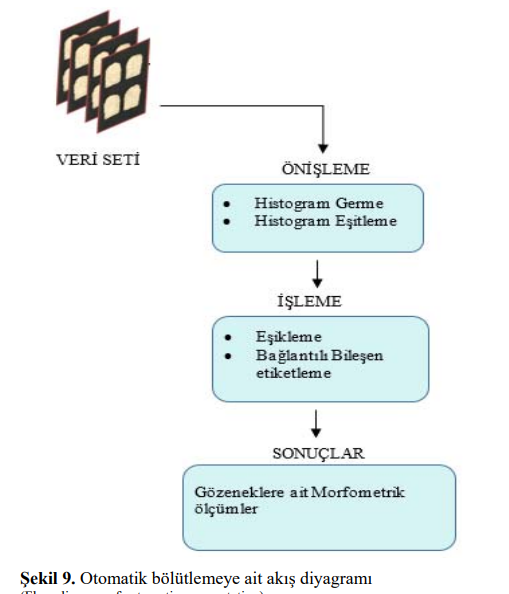 VERİ SETİ
ÖNİŞLEME
• Histogram Germe
• Histogram Eşitleme
İŞLEME
• Eşikleme
• Bağlantılı Bileşen
etiketleme
SONUÇLAR
Gözeneklere ait Morfometrik
ölçümler
Şekil 9. Otomatik bölütlemeye ait akış diyagramı